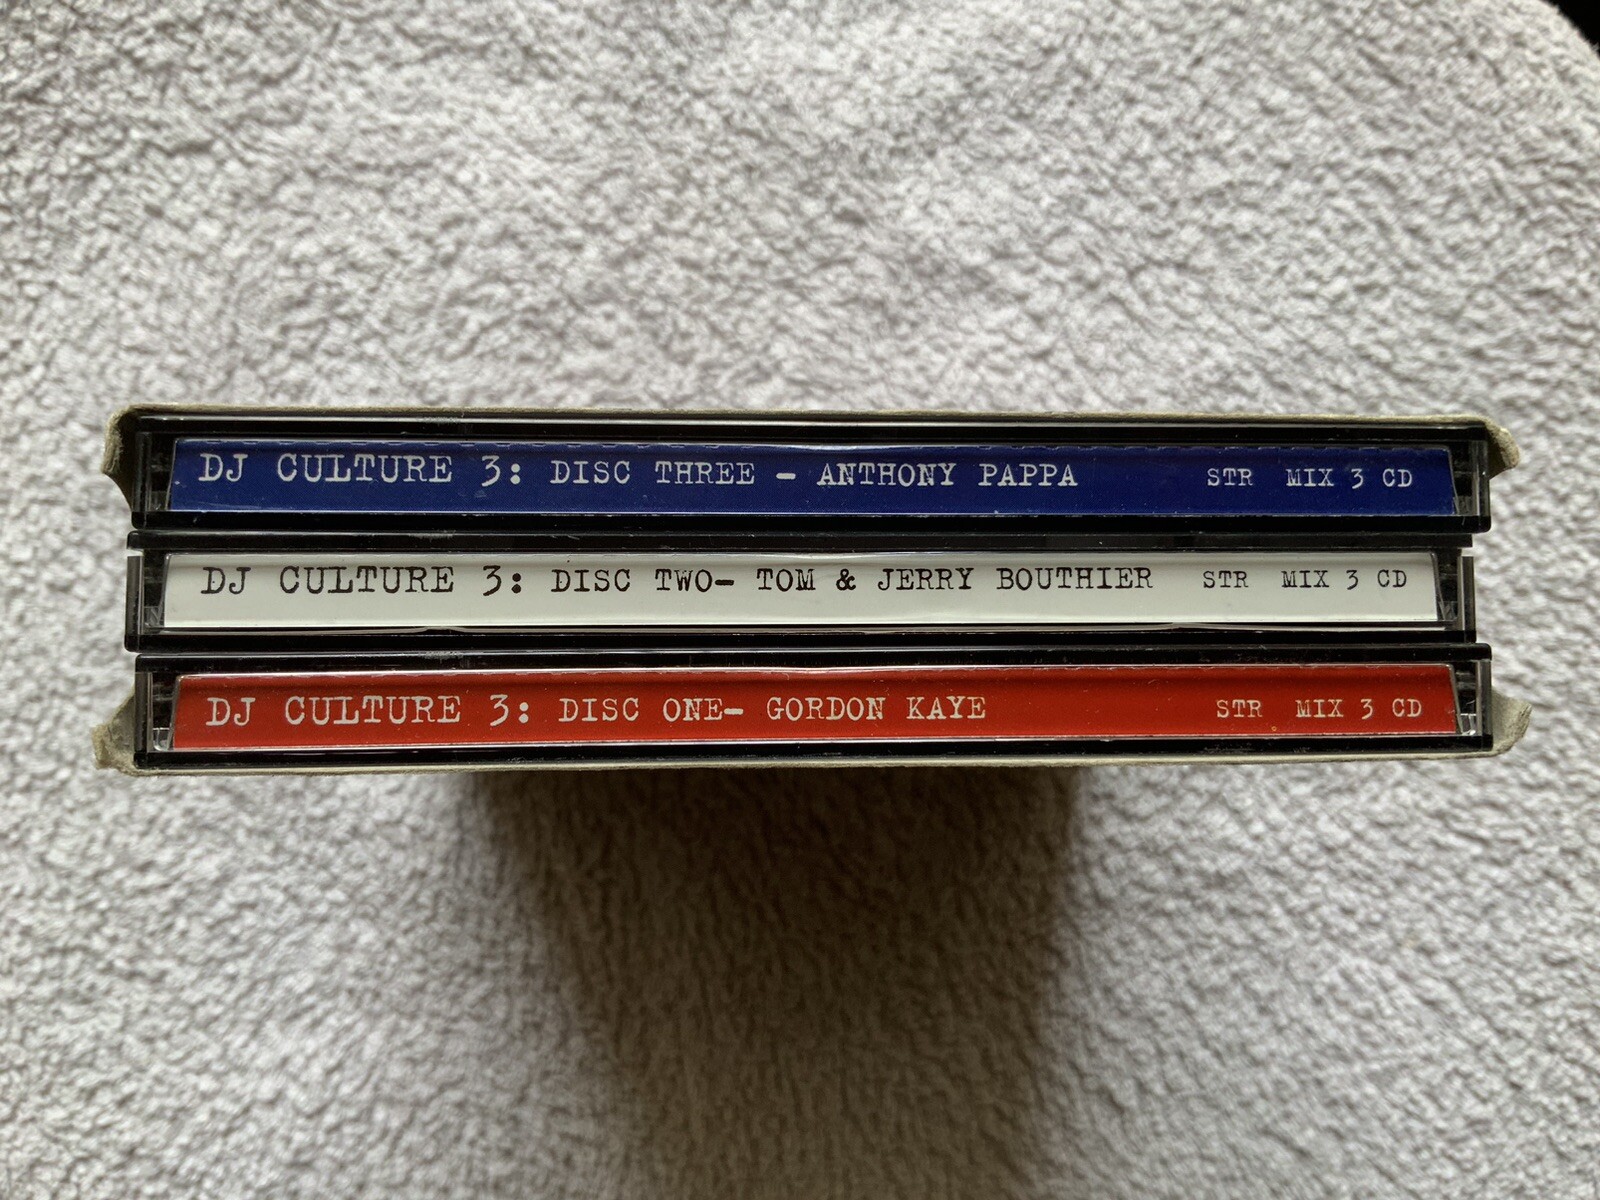 DJ CULTURE 3: DISC THREE - ANTHONY PAPPA STR MIX 3 CD
DJ CULTURE 3: DISC TWO- TOM & JERRY BOUTHIER STR MIX 3 CD
DJ CULTURE 3: DISC ONE- GORDON KAYE STR MIX 3 CD